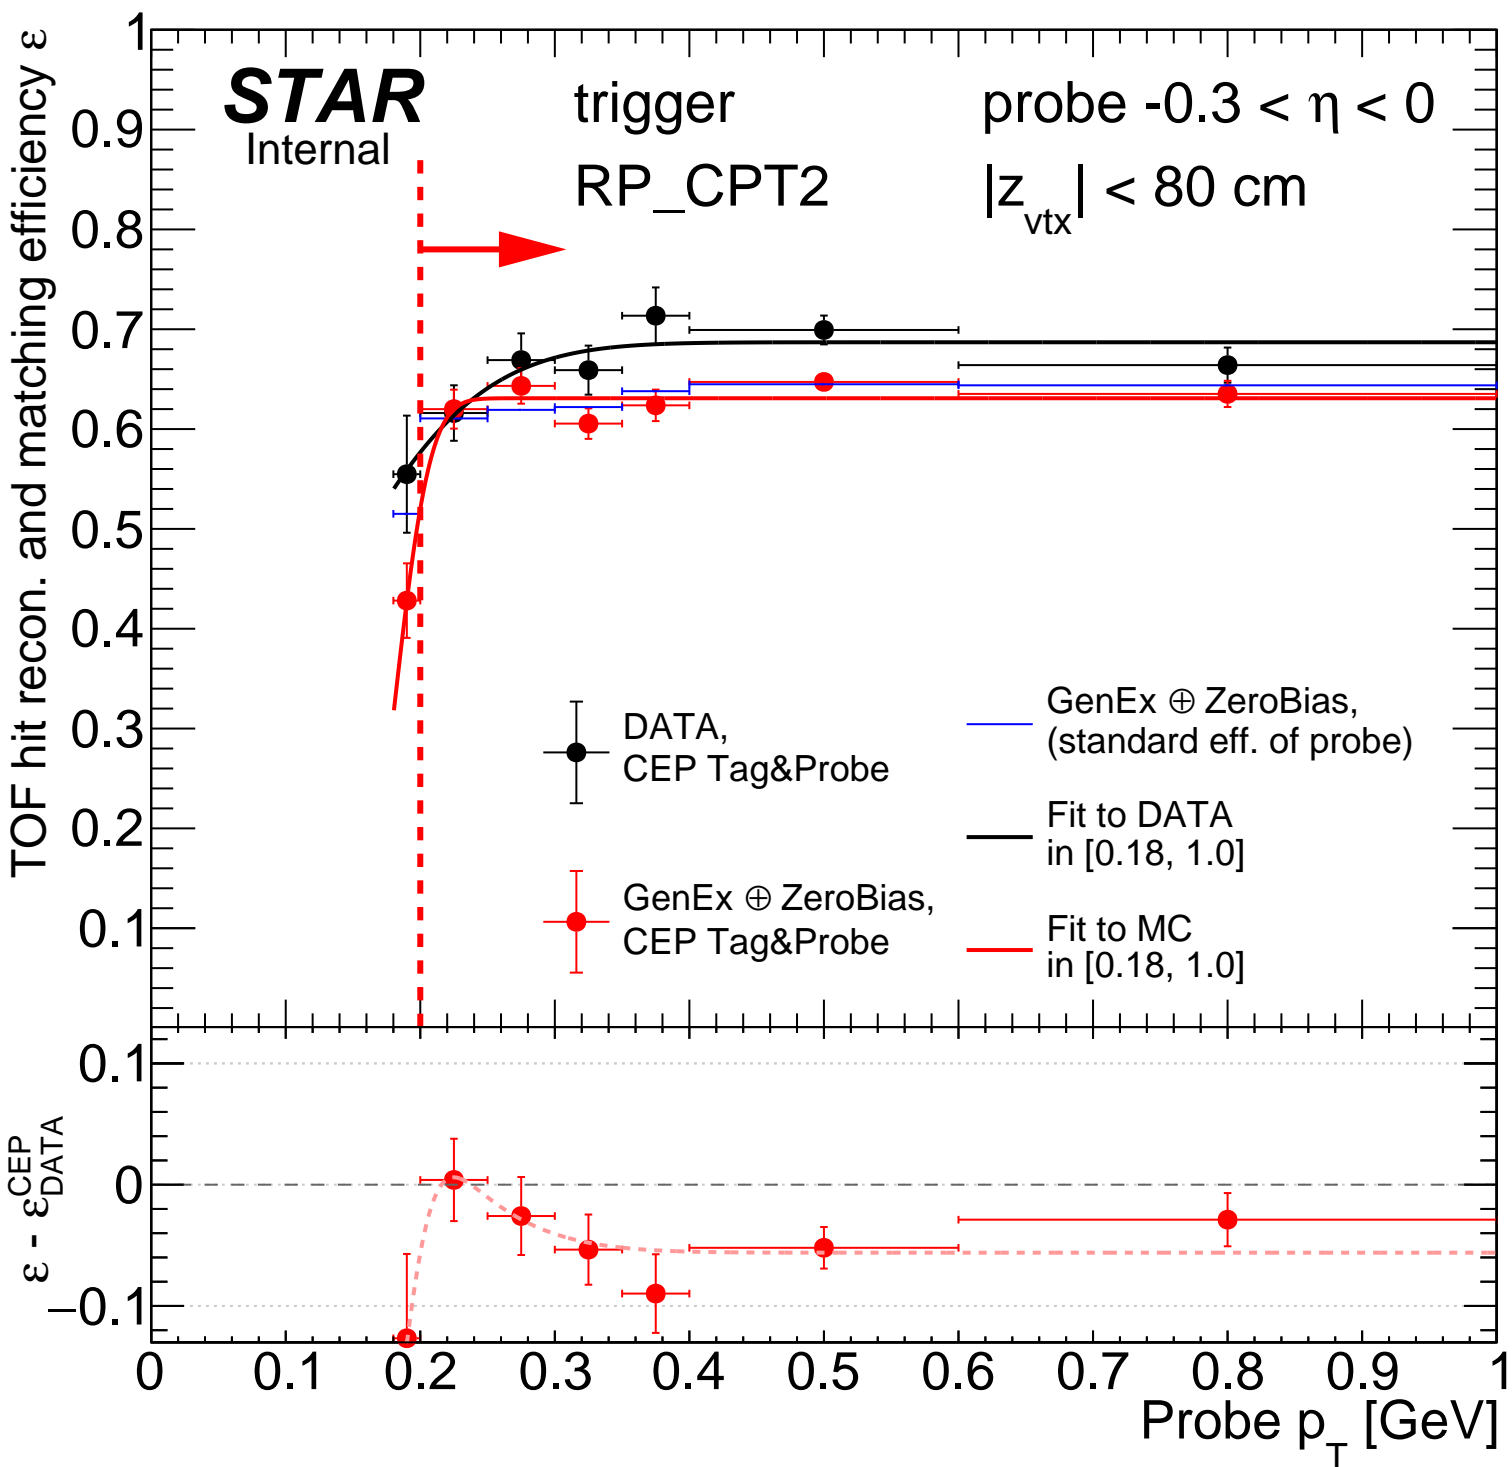 1
0.9
0.8
0.7
0.6
0.5
0.4
0.3
0.2
0.1
TOF hit recon. and matching efficiency ε
STAR
Internal
trigger
RP_CPT2
probe -0.3 < η < 0
|z_vtx| < 80 cm
DATA,
CEP Tag&Probe
GenEx ⊕ ZeroBias,
CEP Tag&Probe
GenEx ⊕ ZeroBias,
(standard eff. of probe)
Fit to DATA
in [0.18, 1.0]
Fit to MC
in [0.18, 1.0]
0.1
0
−0.1
ε - ε^CEP_DATA
0 0.1 0.2 0.3 0.4 0.5 0.6 0.7 0.8 0.9 1
Probe p_T [GeV]